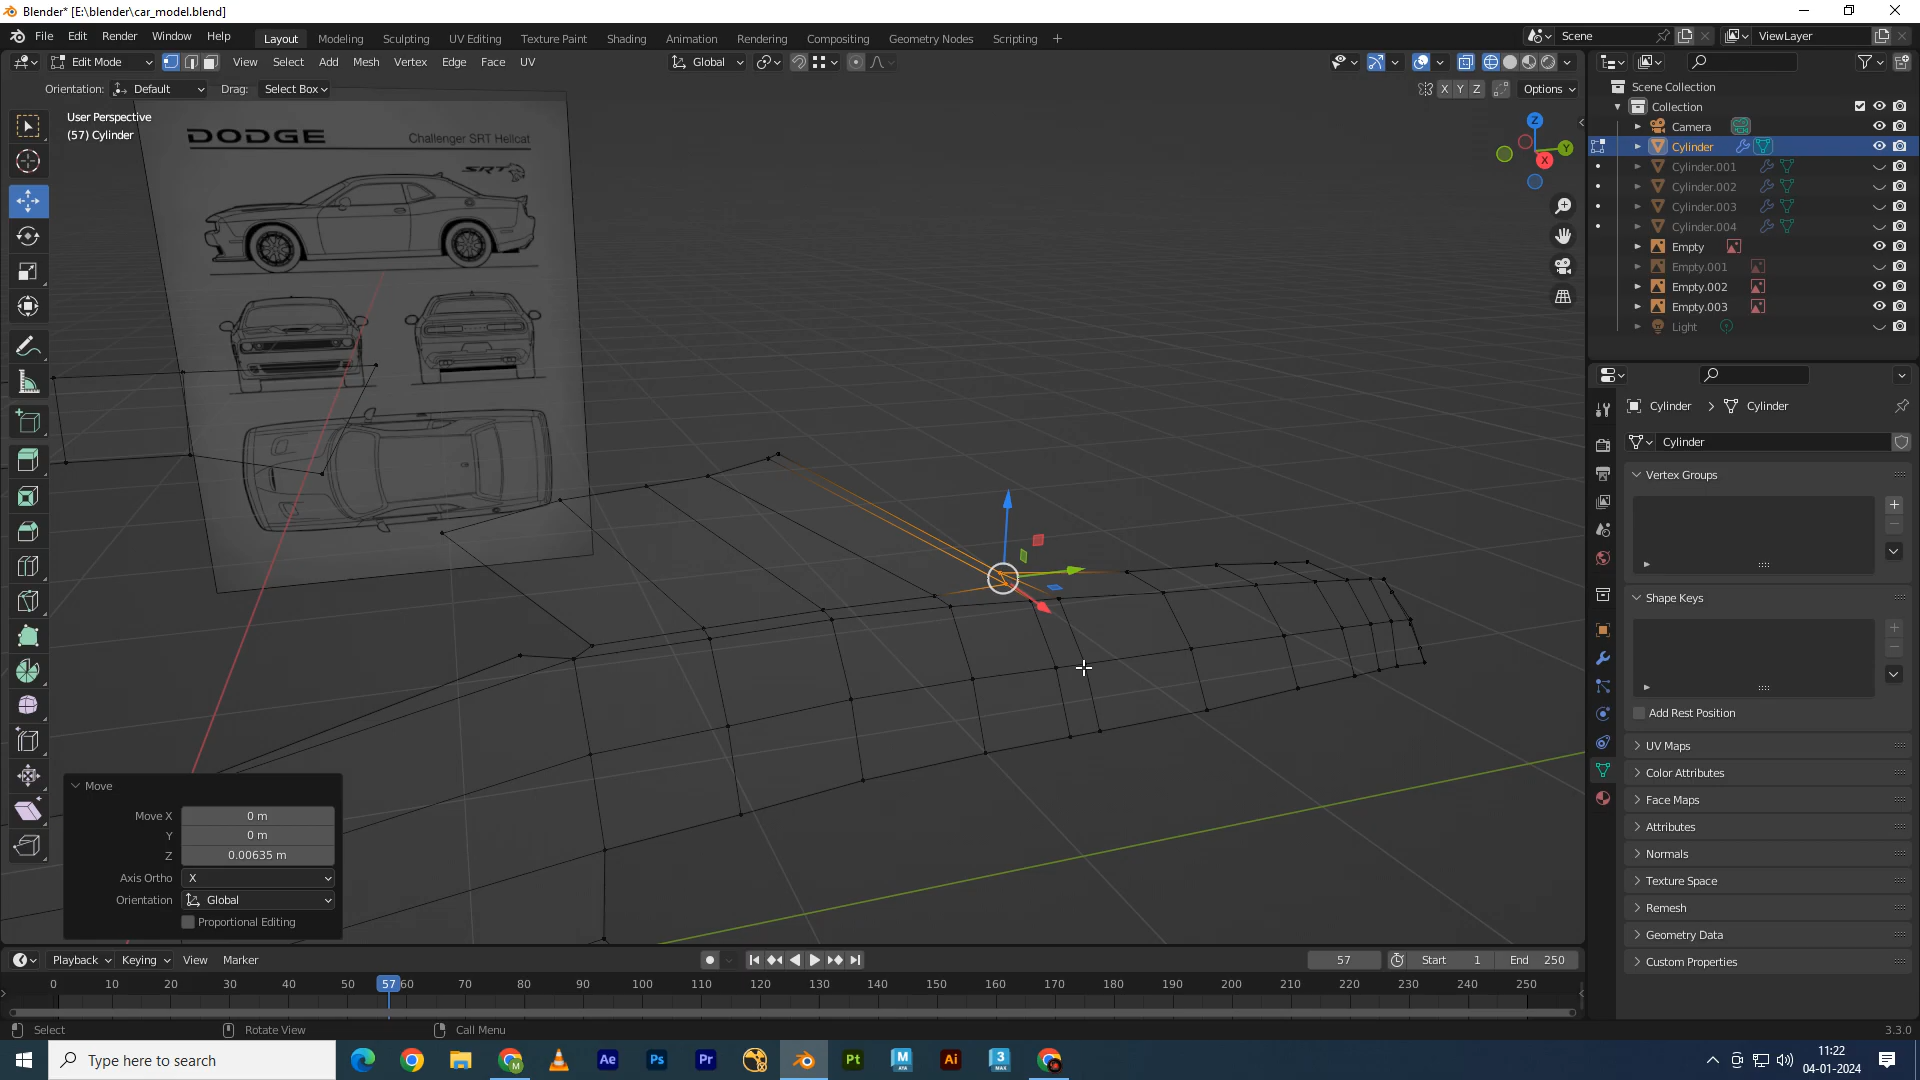 Blender* [E:\blender\car_model.blend]
File Edit Render Window Help
Layout Modeling Sculpting UV Editing Texture Paint Shading Animation Rendering Compositing Geometry Nodes Scripting +
Scene
ViewLayer
Edit Mode
View Select Add Mesh Vertex Edge Face UV
Global
Orientation: Default Drag: Select Box
X Y Z Options
User Perspective
(57) Cylinder
DODGE
Challenger SRT Hellcat
SRT
Z
Y
X
Scene Collection
Collection
Camera
Cylinder
Cylinder.001
Cylinder.002
Cylinder.003
Cylinder.004
Empty
Empty.001
Empty.002
Empty.003
Light
Cylinder > Cylinder
Cylinder
Vertex Groups
Shape Keys
Add Rest Position
UV Maps
Color Attributes
Face Maps
Attributes
Normals
Texture Space
Remesh
Geometry Data
Custom Properties
Move
Move X 0 m
Y 0 m
Z 0.00635 m
Axis Ortho X
Orientation Global
Proportional Editing
Playback Keying View Marker
57 Start 1 End 250
0 10 20 30 40 50 57 60 70 80 90 100 110 120 130 140 150 160 170 180 190 200 210 220 230 240 250
Select Rotate View Call Menu
3.3.0
Type here to search
Ae Ps Pr Pt M Ai 3
11:22
04-01-2024